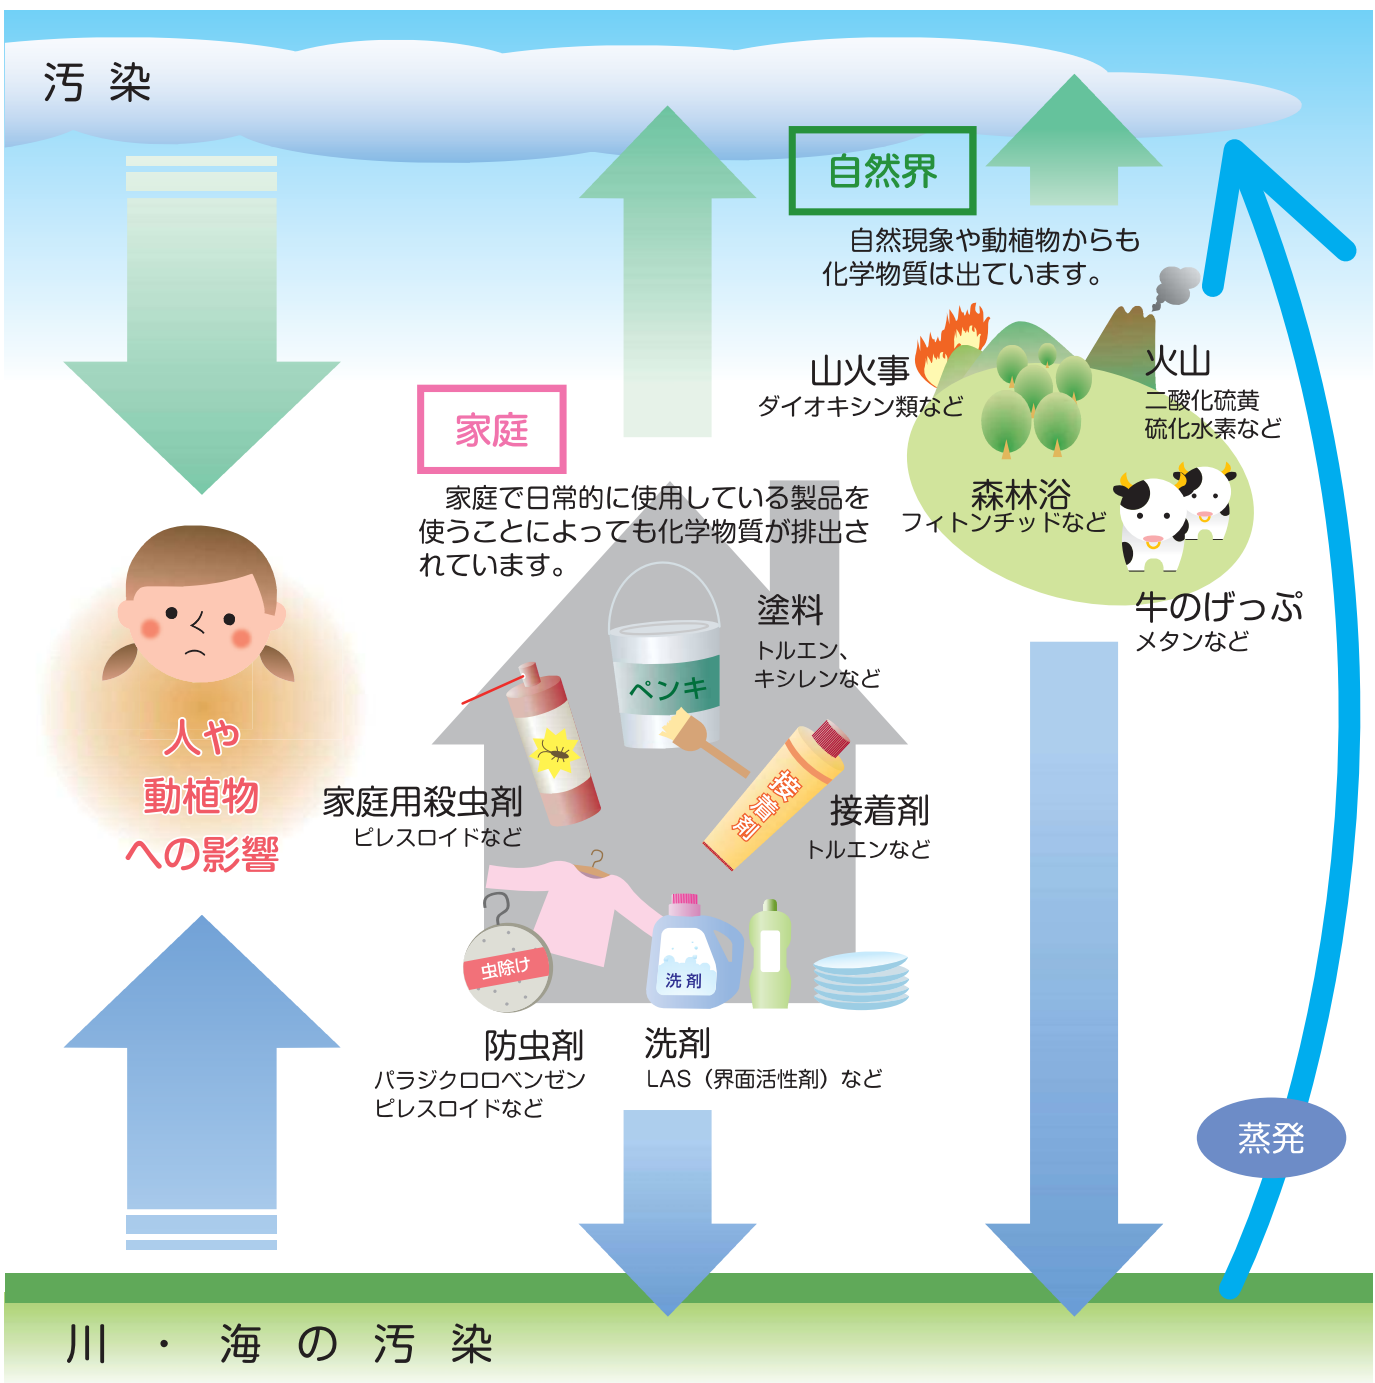 汚 染
自然界
自然現象や動植物からも
化学物質は出ています。
山火事
ダイオキシン類など
火山
二酸化硫黄
硫化水素など
森林浴
フィトンチッドなど
牛のげっぷ
メタンなど
家庭
家庭で日常的に使用している製品を
使うことによっても化学物質が排出さ
れています。
塗料
トルエン、
キシレンなど
ペンキ
家庭用殺虫剤
ピレスロイドなど
接着剤
接着剤
トルエンなど
虫除け
洗剤
防虫剤
パラジクロロベンゼン
ピレスロイドなど
洗剤
LAS（界面活性剤）など
人や
動植物
への影響
蒸発
川 ・ 海 の 汚 染